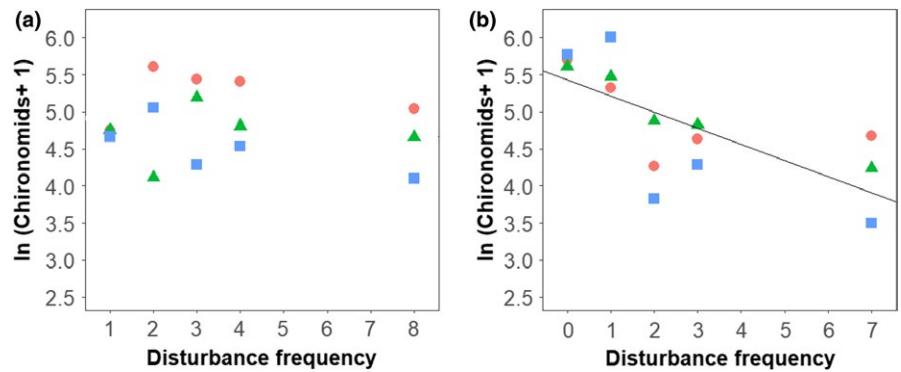 (a)
ln (Chironomids+ 1)
6.0
5.5
5.0
4.5
4.0
3.5
3.0
2.5
1 2 3 4 5 6 7 8
Disturbance frequency
(b)
ln (Chironomids+ 1)
6.0
5.5
5.0
4.5
4.0
3.5
3.0
2.5
0 1 2 3 4 5 6 7
Disturbance frequency